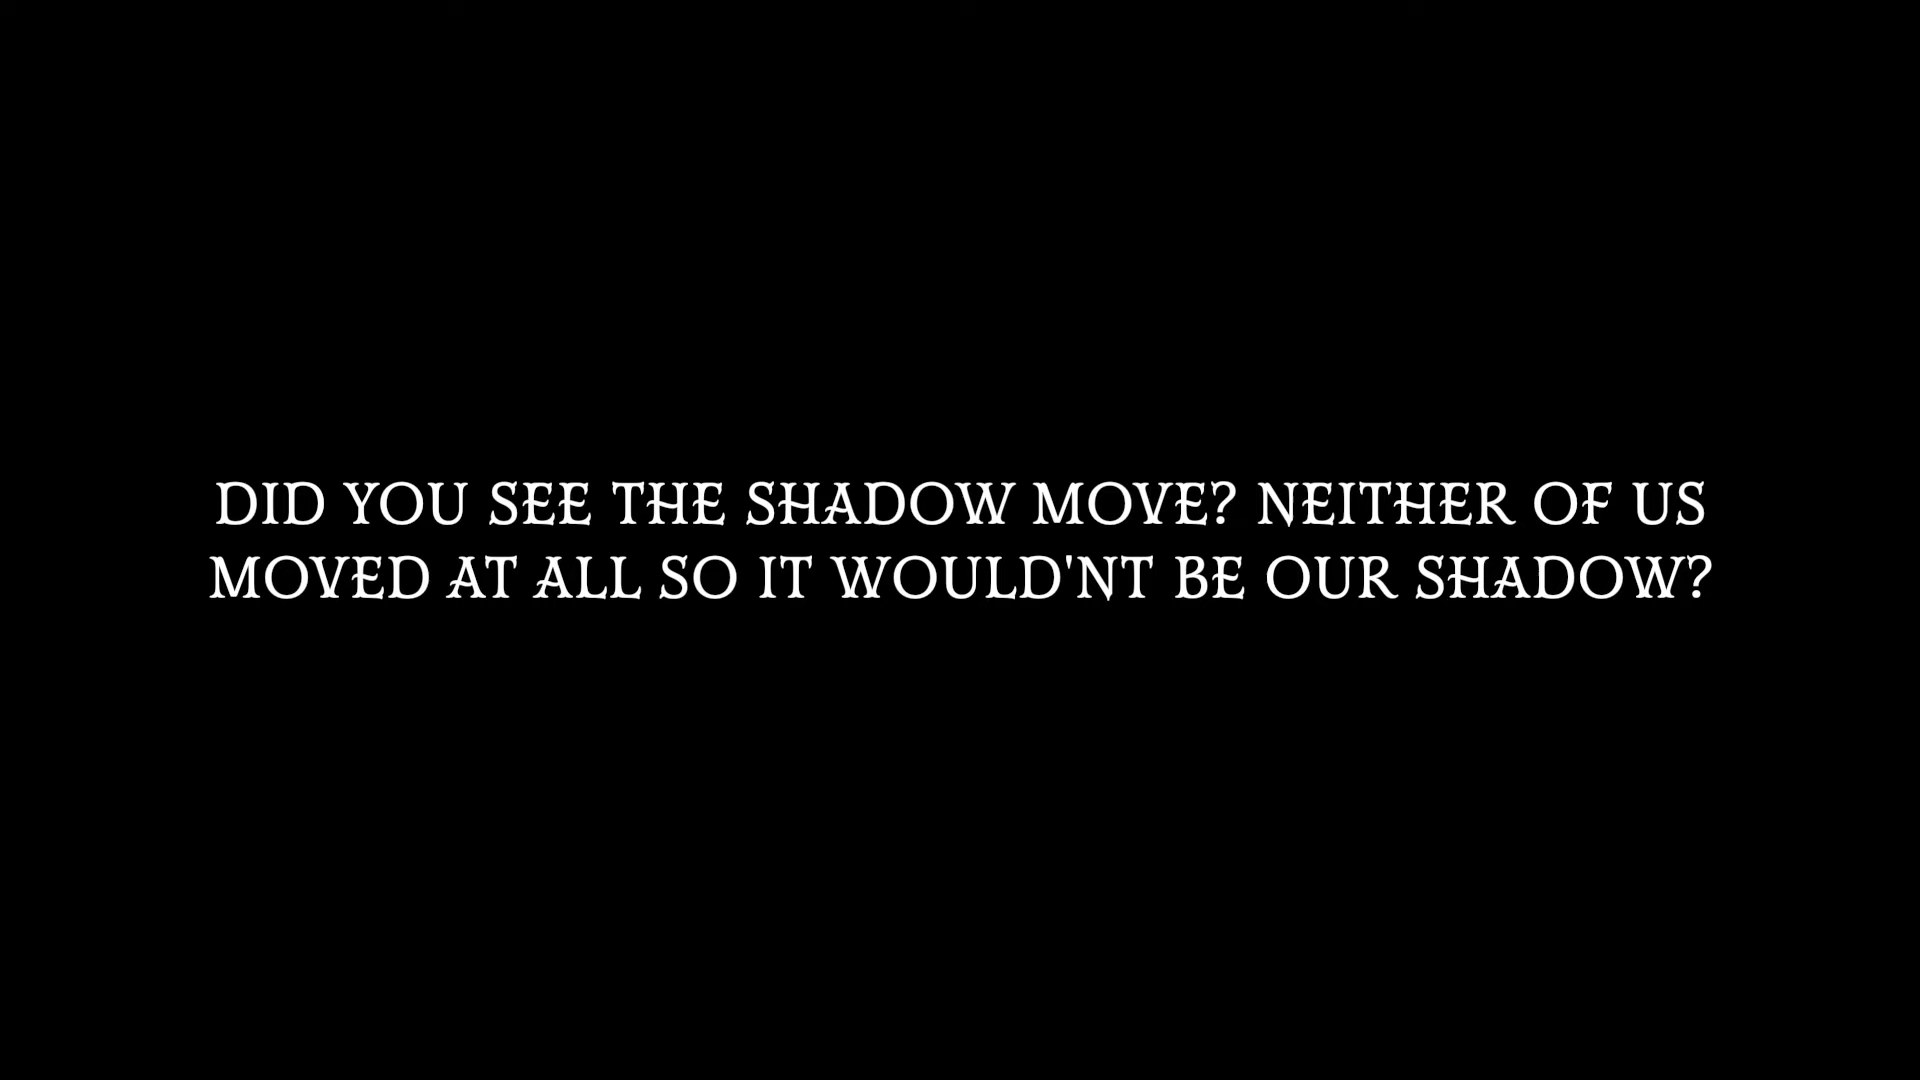 DID YOU SEE THE SHADOW MOVE? NEITHER OF US
MOVED AT ALL SO IT WOULD'NT BE OUR SHADOW?